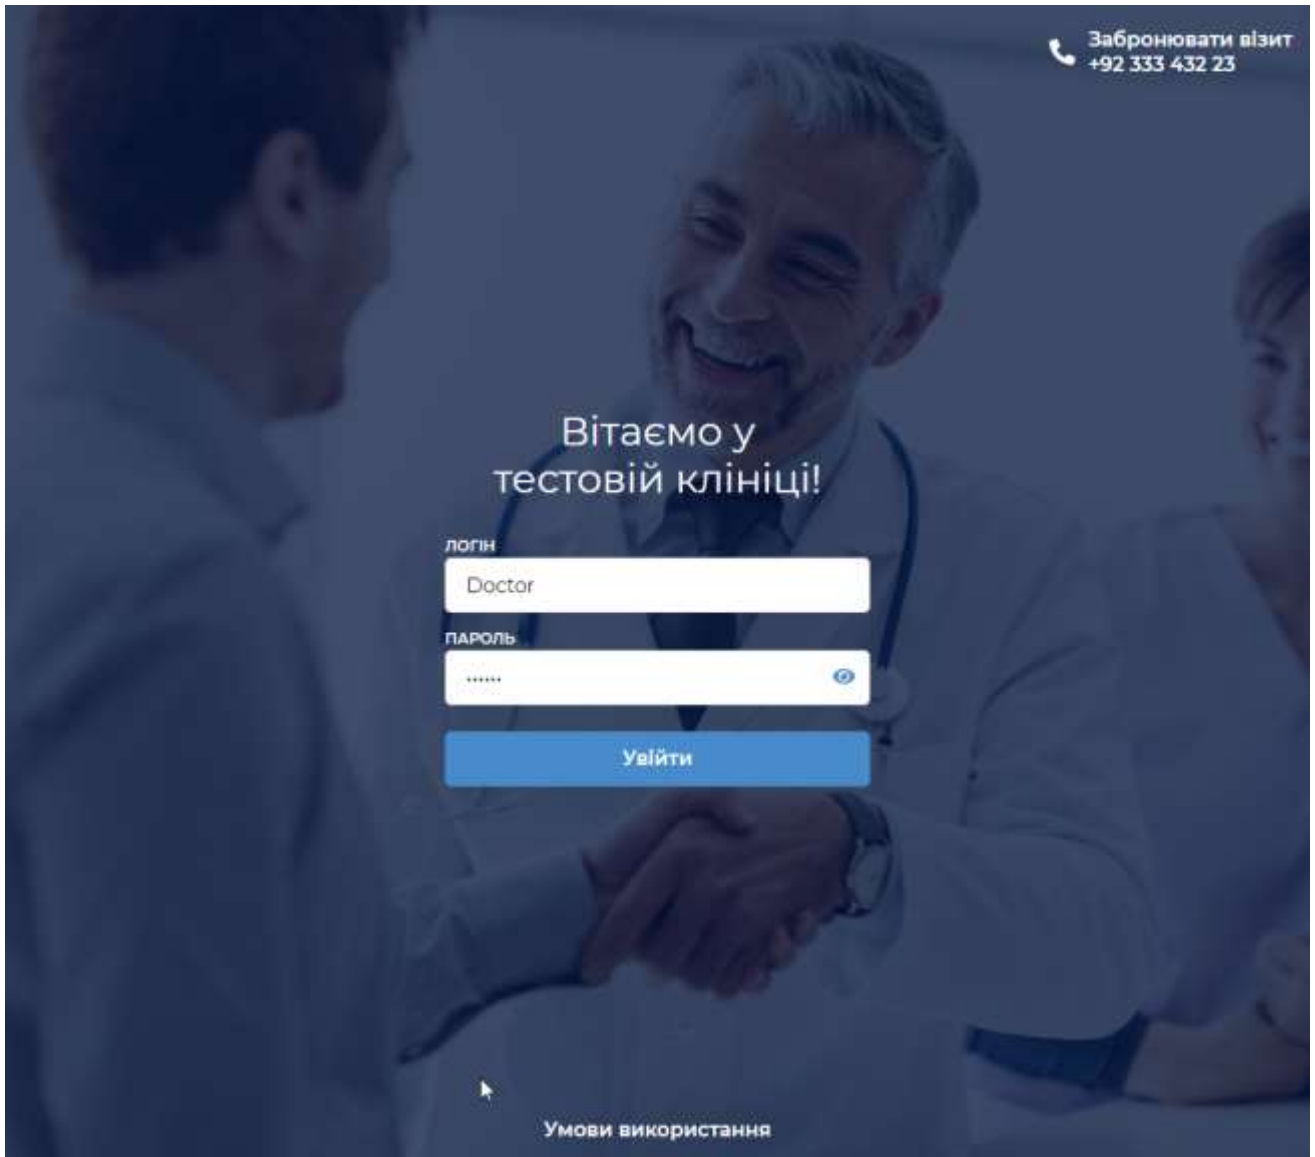 Забронювати візит
+92 333 432 23
Вітаємо у
тестовій клініці!
ЛОГІН
Doctor
ПАРОЛЬ
••••••
Увійти
Умови використання